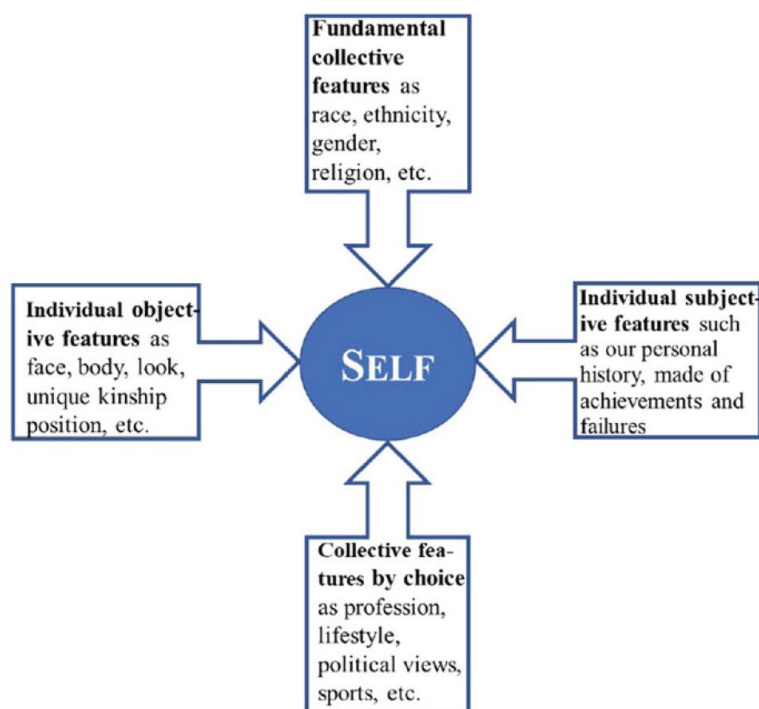 Fundamental
collective
features as
race, ethnicity,
gender,
religion, etc.
Individual object-
ive features as
face, body, look,
unique kinship
position, etc.
SELF
Individual subject-
ive features such
as our personal
history, made of
achievements and
failures
Collective fea-
tures by choice
as profession,
lifestyle,
political views,
sports, etc.